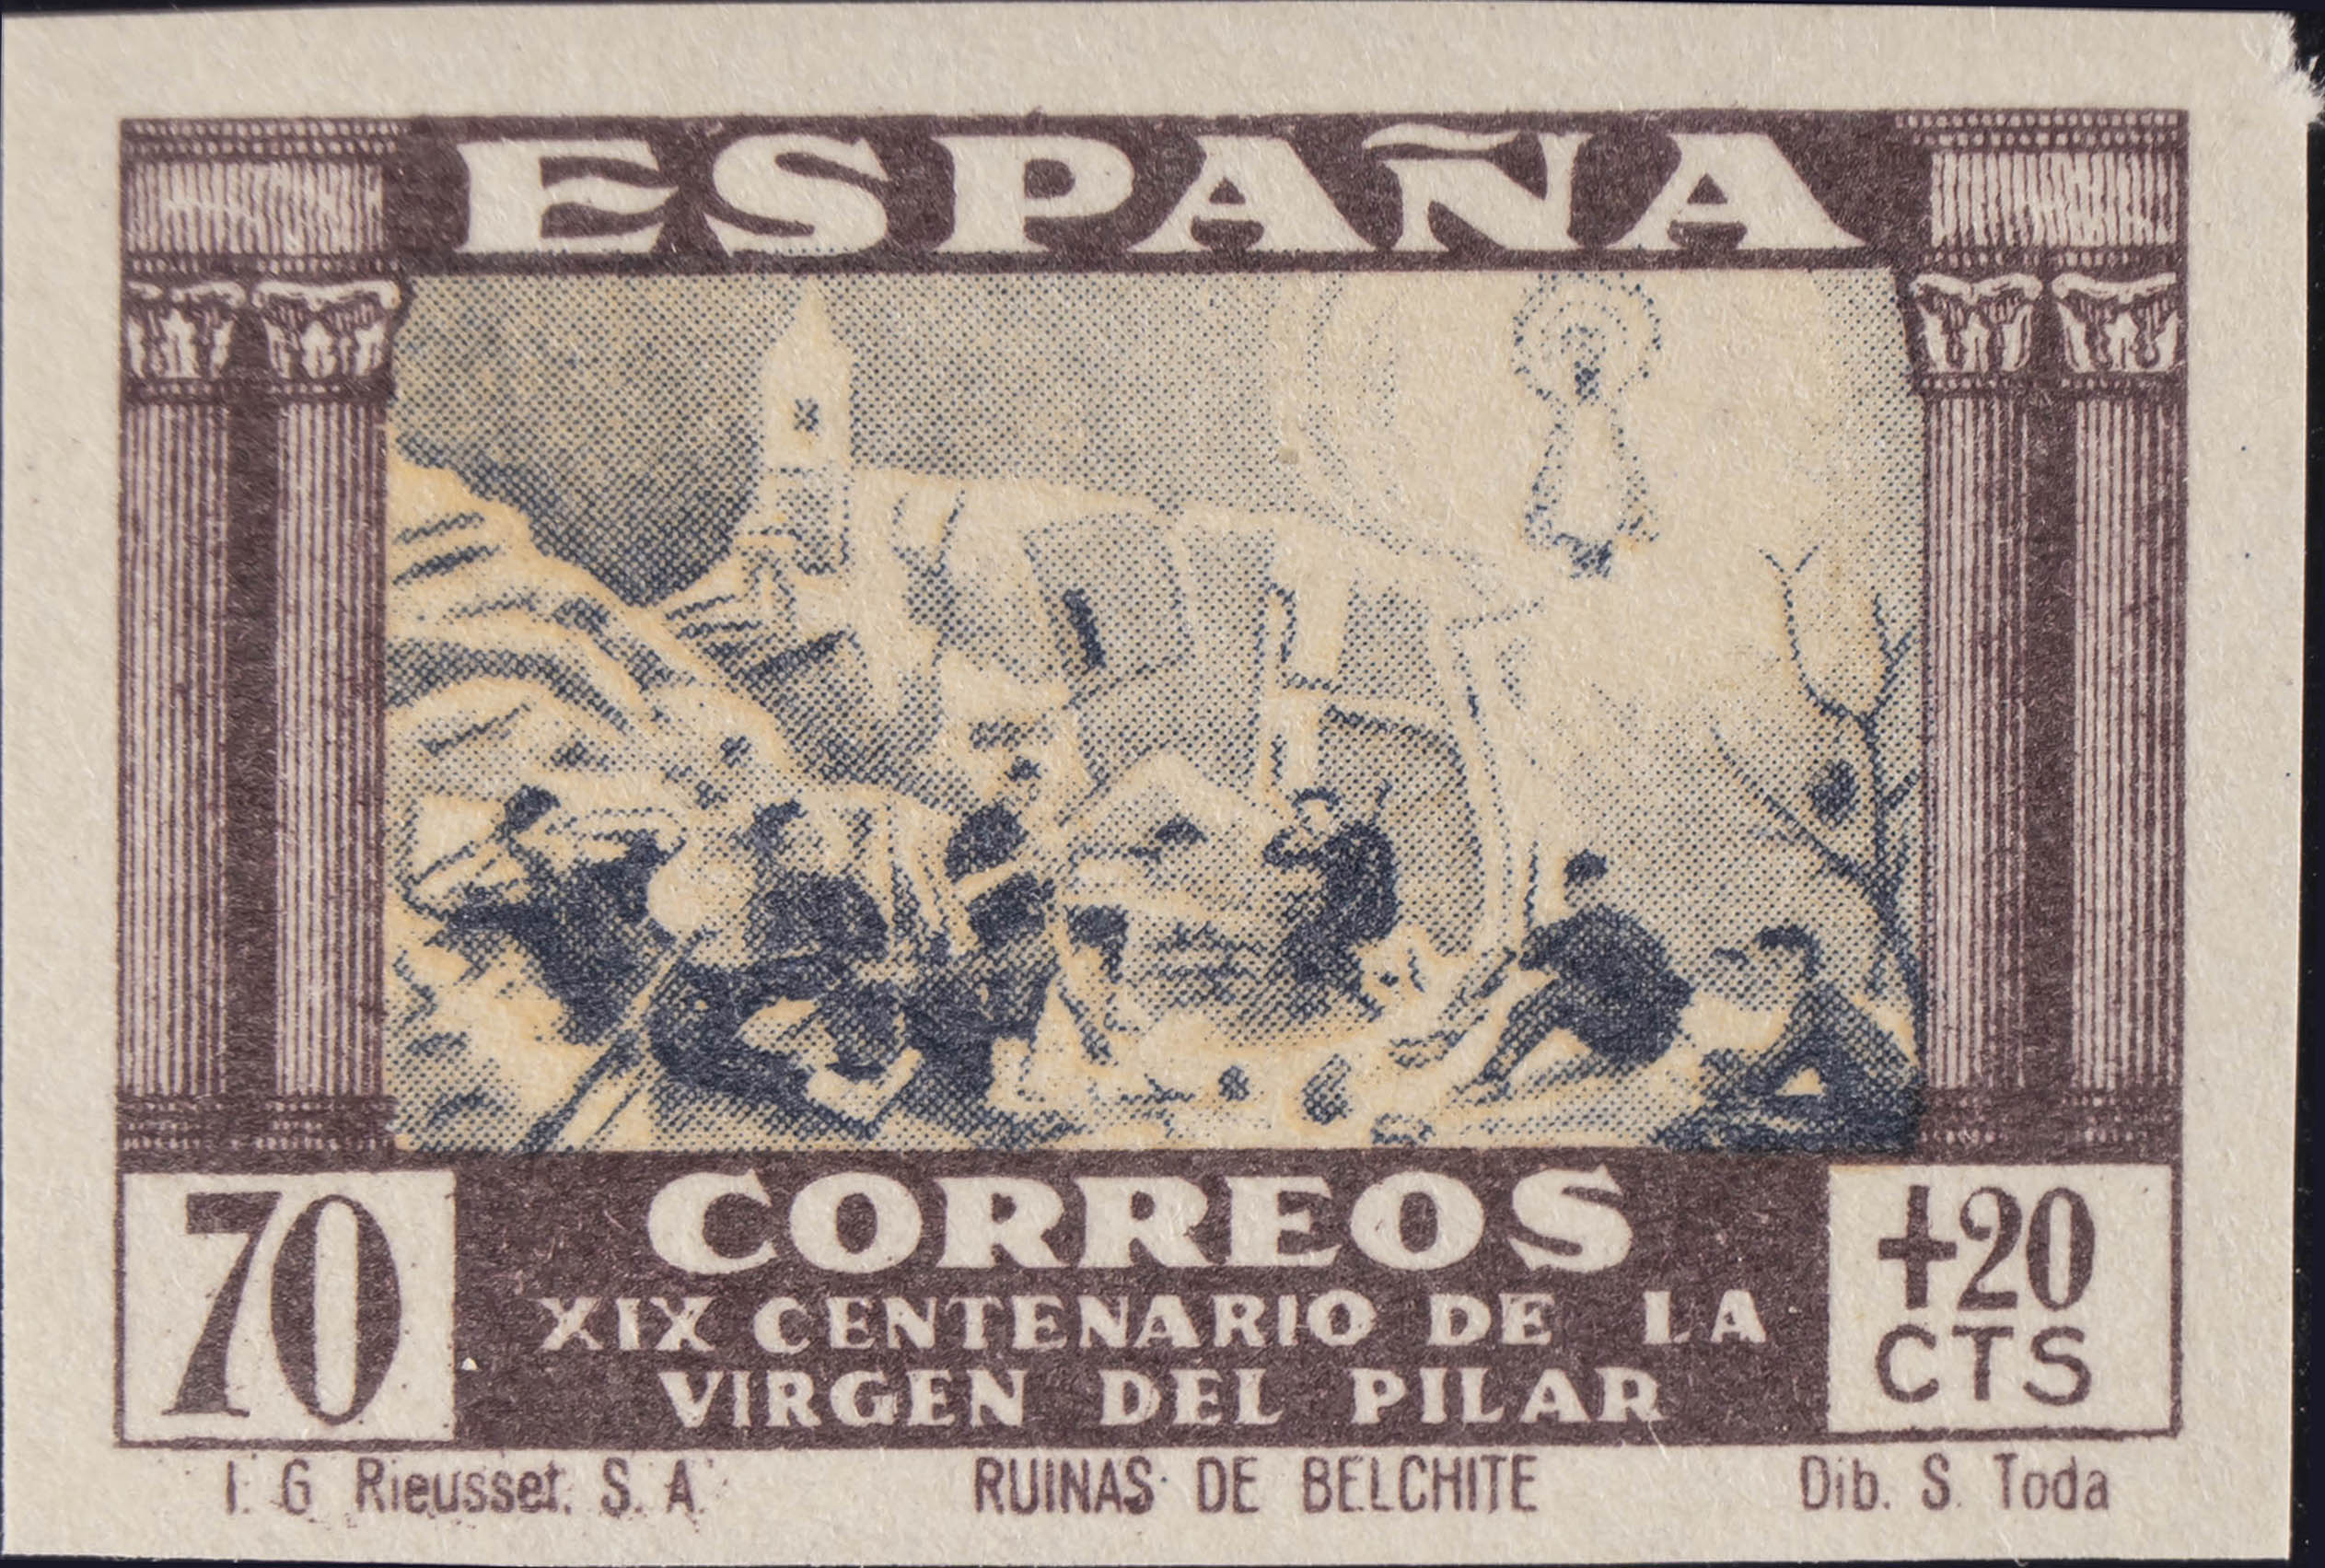 ESPAÑA
70
CORREOS
XIX CENTENARIO DE LA
VIRGEN DEL PILAR
+20
CTS
I. G. Rieusset. S. A.
RUINAS DE BELCHITE
Dib. S. Toda